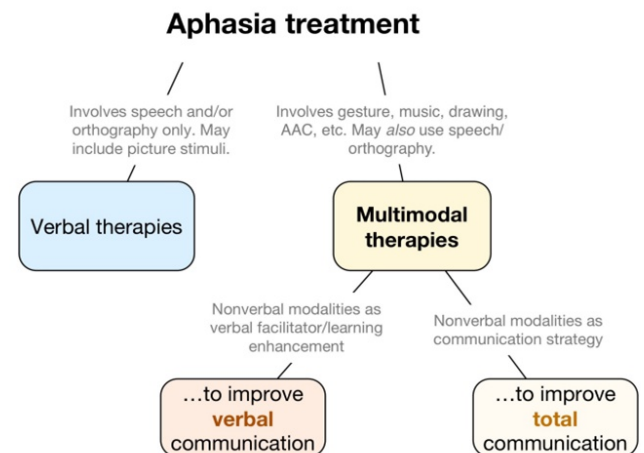 Aphasia treatment
Involves speech and/or
orthography only. May
include picture stimuli.
Involves gesture, music, drawing,
AAC, etc. May also use speech/
orthography.
Verbal therapies
Multimodal
therapies
Nonverbal modalities as
verbal facilitator/learning
enhancement
Nonverbal modalities as
communication strategy
…to improve
verbal
communication
…to improve
total
communication